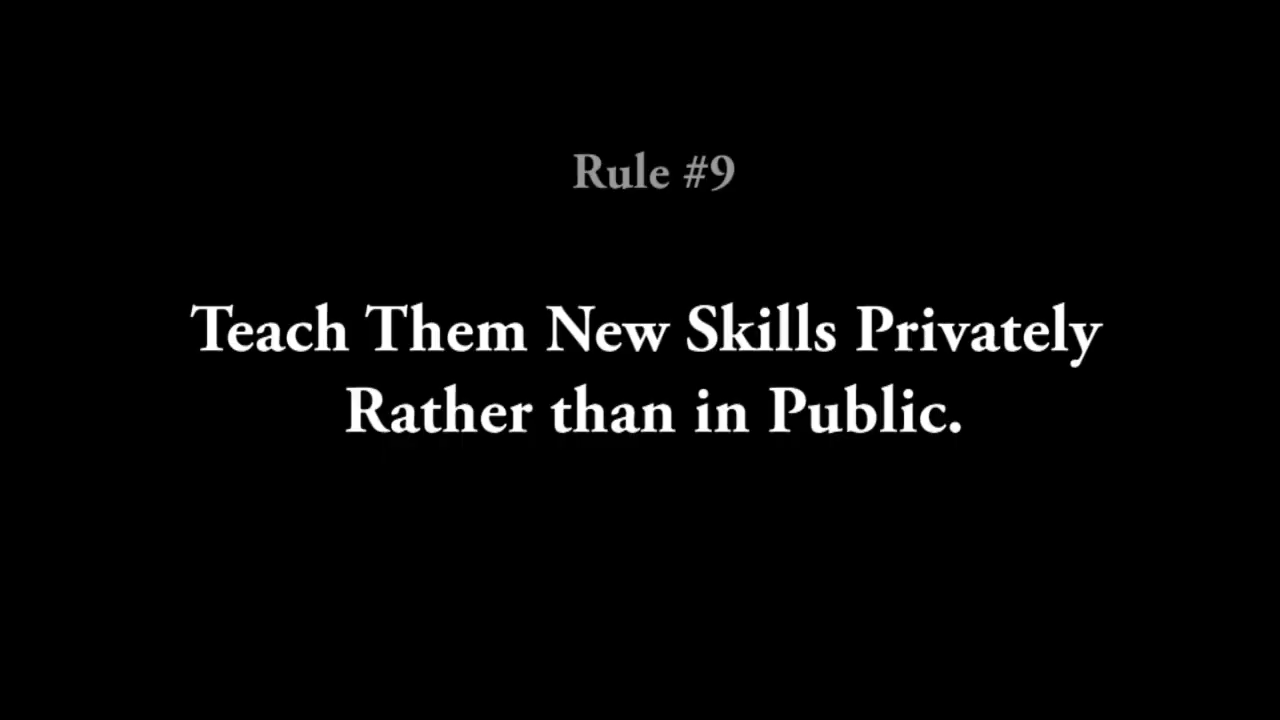 Rule #9
Teach Them New Skills Privately
Rather than in Public.